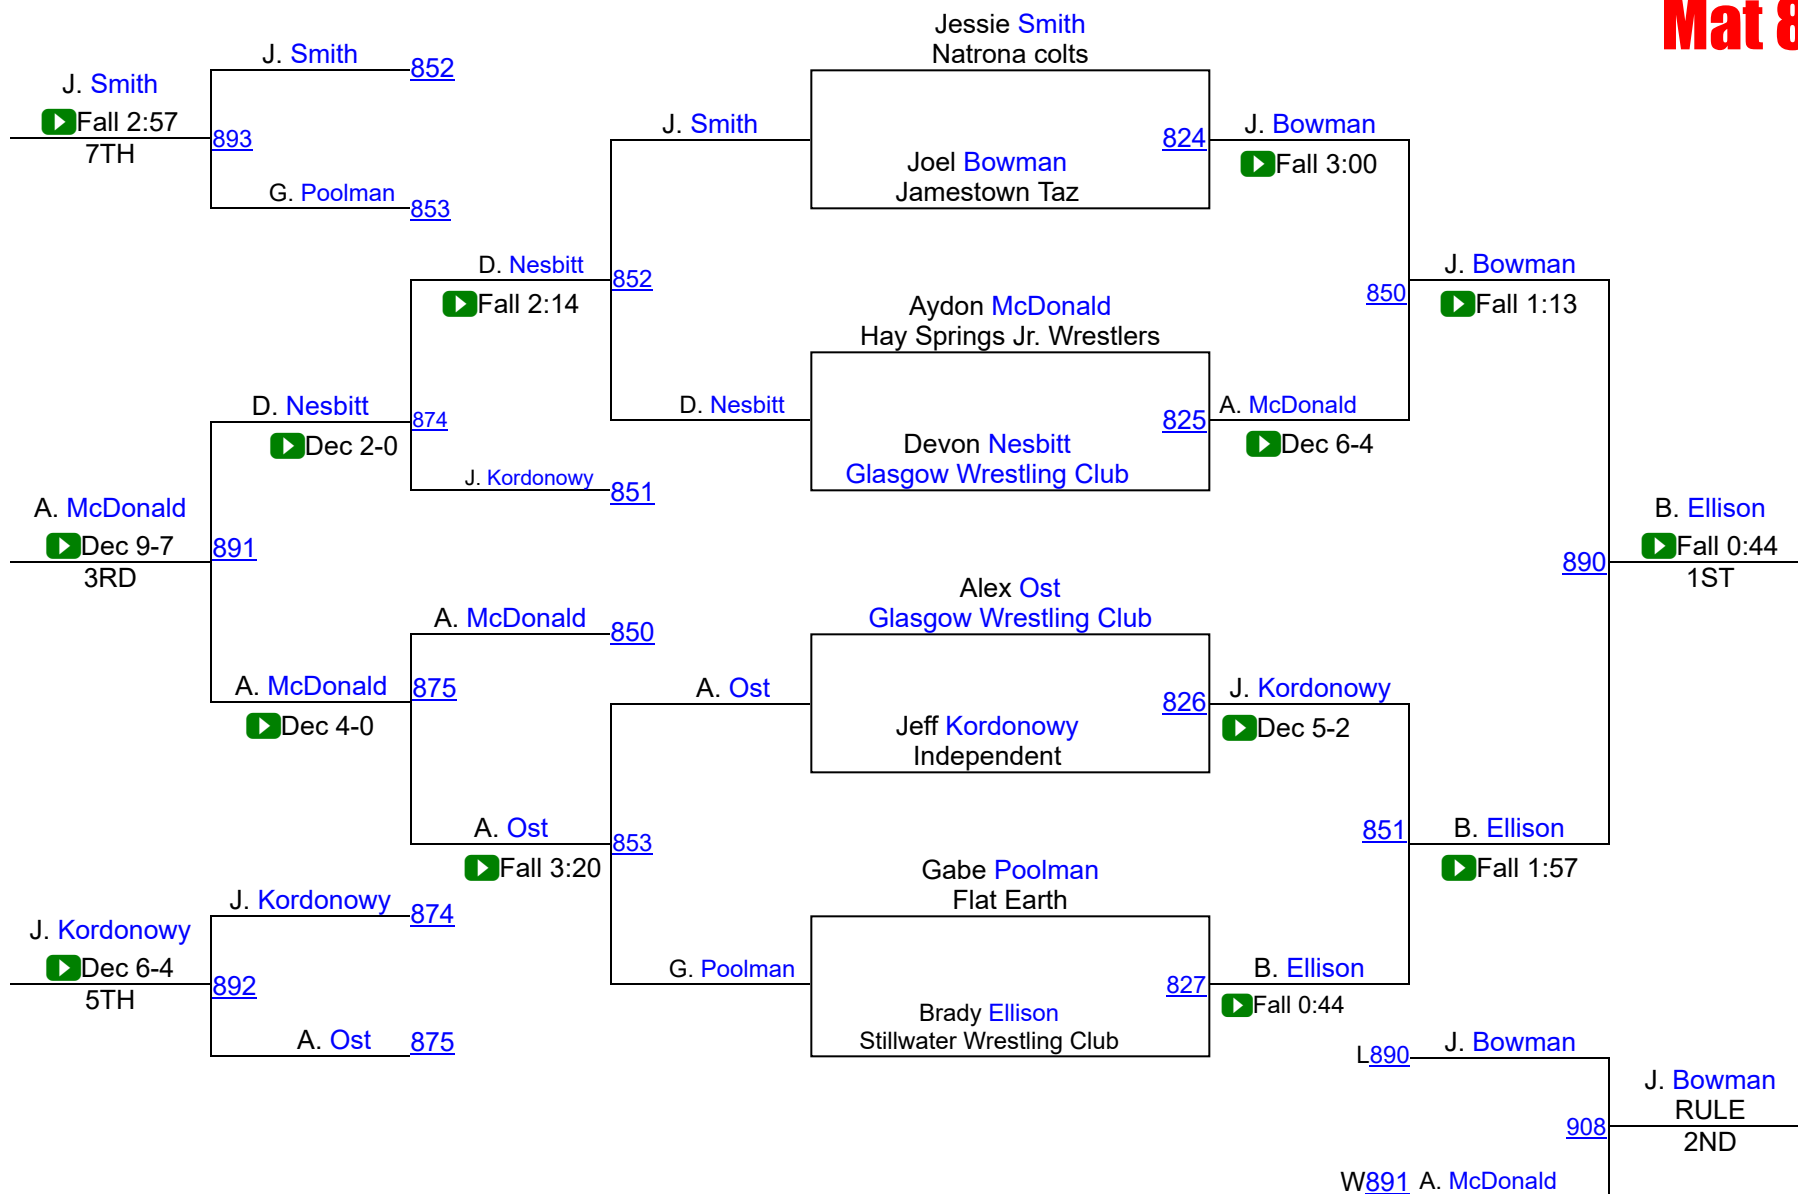 Mat 8
Jessie Smith
Natrona colts
J. Smith
852
J. Smith
Fall 2:57
7TH
893
G. Poolman
853
J. Smith
824
J. Bowman
Fall 3:00
Joel Bowman
Jamestown Taz
D. Nesbitt
Fall 2:14
852
Aydon McDonald
Hay Springs Jr. Wrestlers
850
J. Bowman
Fall 1:13
D. Nesbitt
Dec 2-0
874
D. Nesbitt
825
A. McDonald
Dec 6-4
Devon Nesbitt
Glasgow Wrestling Club
J. Kordonowy
851
A. McDonald
Dec 9-7
3RD
891
B. Ellison
Fall 0:44
1ST
890
Alex Ost
Glasgow Wrestling Club
A. McDonald
850
A. McDonald
Dec 4-0
875
A. Ost
826
J. Kordonowy
Dec 5-2
Jeff Kordonowy
Independent
A. Ost
Fall 3:20
853
851
B. Ellison
Fall 1:57
Gabe Poolman
Flat Earth
J. Kordonowy
874
J. Kordonowy
Dec 6-4
5TH
892
G. Poolman
827
B. Ellison
Fall 0:44
Brady Ellison
Stillwater Wrestling Club
A. Ost
875
L890
J. Bowman
J. Bowman
RULE
2ND
908
W891
A. McDonald